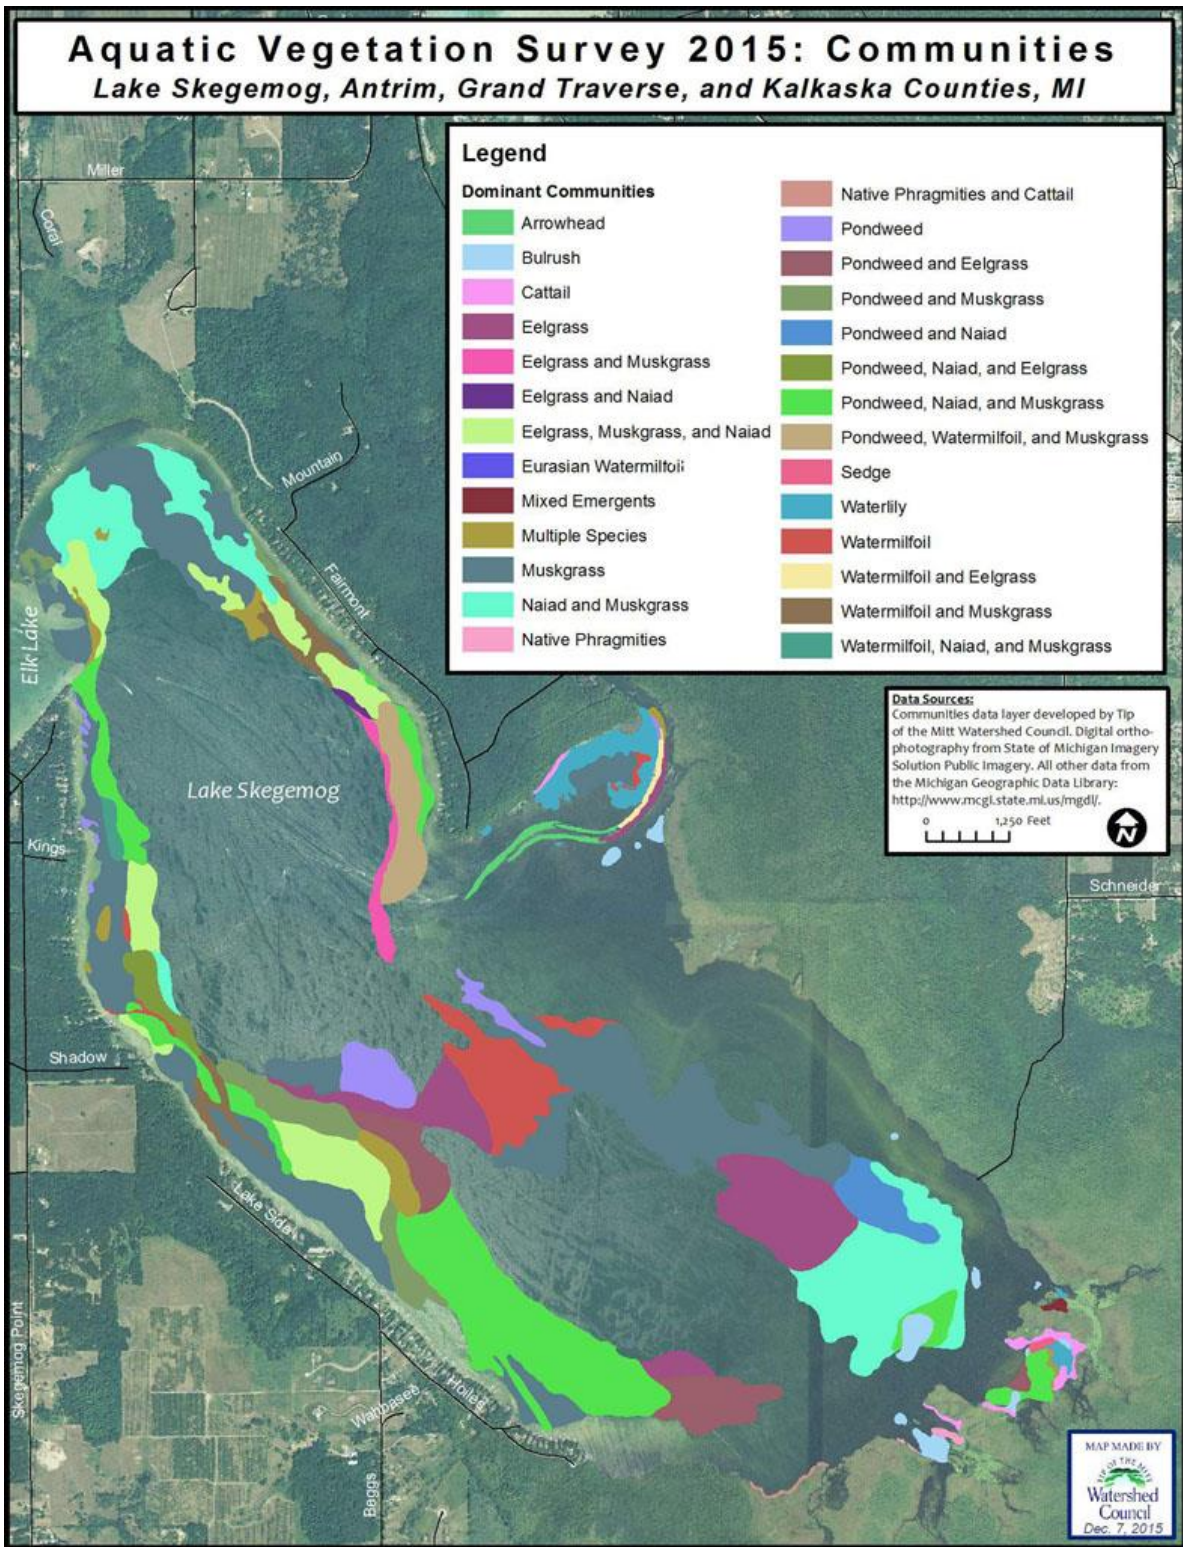 Aquatic Vegetation Survey 2015: Communities
Lake Skegemog, Antrim, Grand Traverse, and Kalkaska Counties, MI
Legend
Dominant Communities
Arrowhead
Bulrush
Cattail
Eelgrass
Eelgrass and Muskgrass
Eelgrass and Naiad
Eelgrass, Muskgrass, and Naiad
Eurasian Watermilfoil
Mixed Emergents
Multiple Species
Muskgrass
Naiad and Muskgrass
Native Phragmities
Native Phragmities and Cattail
Pondweed
Pondweed and Eelgrass
Pondweed and Muskgrass
Pondweed and Naiad
Pondweed, Naiad, and Eelgrass
Pondweed, Naiad, and Muskgrass
Pondweed, Watermilfoil, and Muskgrass
Sedge
Waterlily
Watermilfoil
Watermilfoil and Eelgrass
Watermilfoil and Muskgrass
Watermilfoil, Naiad, and Muskgrass
Miller
Coral
Mountain
Fairmont
Elk Lake
Lake Skegemog
Kings
Shadow
Lake Side
Skegemog Point
Hoiles
Wahbasee
Baggs
Schneider
Data Sources:
Communities data layer developed by Tip
of the Mitt Watershed Council. Digital ortho-
photography from State of Michigan Imagery
Solution Public Imagery. All other data from
the Michigan Geographic Data Library:
http://www.mcgi.state.mi.us/mgdl/.
0 1,250 Feet
N
MAP MADE BY
TIP OF THE MITT
Watershed
Council
Dec. 7, 2015